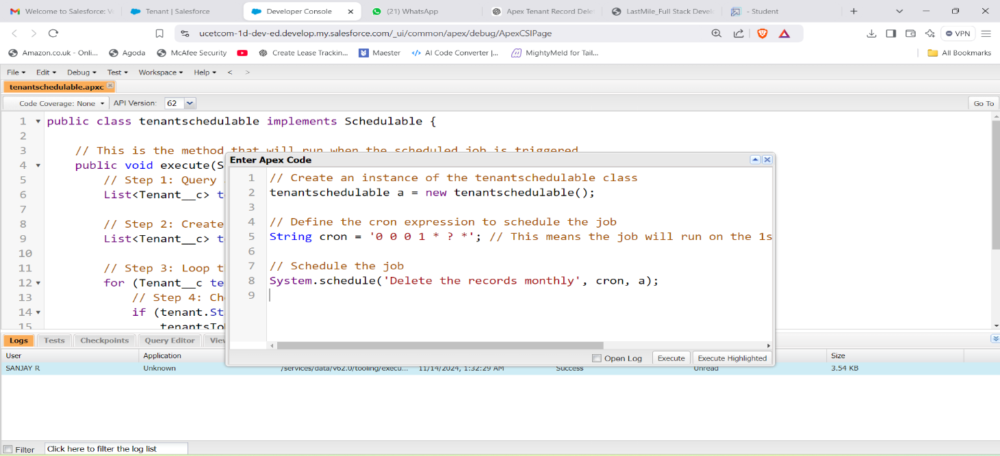 Welcome to Salesforce: V
Tenant | Salesforce
Developer Console
(21) WhatsApp
Apex Tenant Record Dele
LastMile_Full Stack Devel
- Student
ucetcom-1d-dev-ed.develop.my.salesforce.com/_ui/common/apex/debug/ApexCSIPage
VPN
Amazon.co.uk - Onli...
Agoda
McAfee Security
Create Lease Trackin...
Maester
AI Code Converter |...
MightyMeld for Tail...
All Bookmarks
File Edit Debug Test Workspace Help < >
tenantschedulable.apxc
Code Coverage: None API Version: 62 Go To
1 public class tenantschedulable implements Schedulable {
2
3 // This is the method that will run when the scheduled job is triggered
4 public void execute(S
5 // Step 1: Query
6 List<Tenant__c> t
7
8 // Step 2: Create
9 List<Tenant__c> t
10
11 // Step 3: Loop t
12 for (Tenant__c te
13 // Step 4: Ch
14 if (tenant.St
15 tenantsTo
Enter Apex Code
1 // Create an instance of the tenantschedulable class
2 tenantschedulable a = new tenantschedulable();
3
4 // Define the cron expression to schedule the job
5 String cron = '0 0 0 1 * ? *'; // This means the job will run on the 1s
6
7 // Schedule the job
8 System.schedule('Delete the records monthly', cron, a);
9
Open Log Execute Execute Highlighted
Logs Tests Checkpoints Query Editor View
User Application Size
SANJAY R Unknown /services/data/v62.0/tooling/execu... 11/14/2024, 1:32:29 AM Success Unread 3.54 KB
Filter Click here to filter the log list